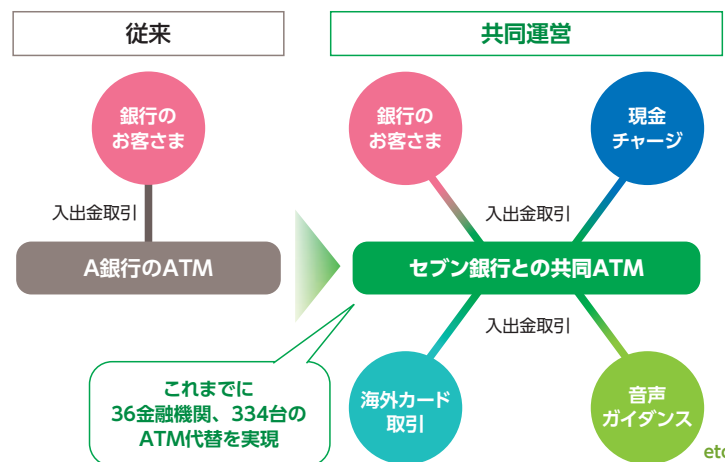 従来
銀行の
お客さま
入出金取引
A銀行のATM
共同運営
銀行の
お客さま
現金
チャージ
入出金取引
セブン銀行との共同ATM
入出金取引
海外カード
取引
音声
ガイダンス
etc
これまでに
36金融機関、334台の
ATM代替を実現